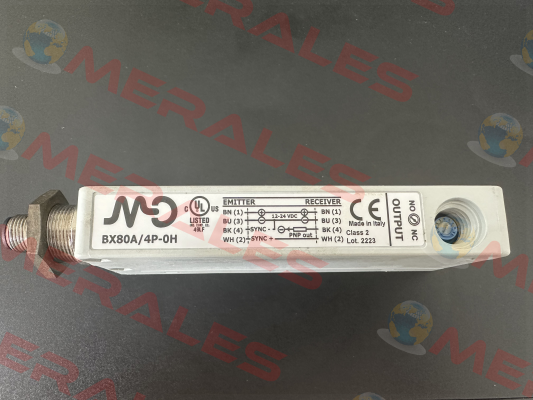 MERALES
MD
BX80A/4P-0H
C UL US
LISTED
EMITTER RECEIVER
BN (1) 12-24 VDC BN (1)
BU (3) BU (3)
BK (4) SYNC - BK (4)
WH (2) SYNC + PNP out WH (2)
CE
Made in Italy
Class 2
Lot. 2223
OUTPUT
NO
NC
MERALES
MERALES